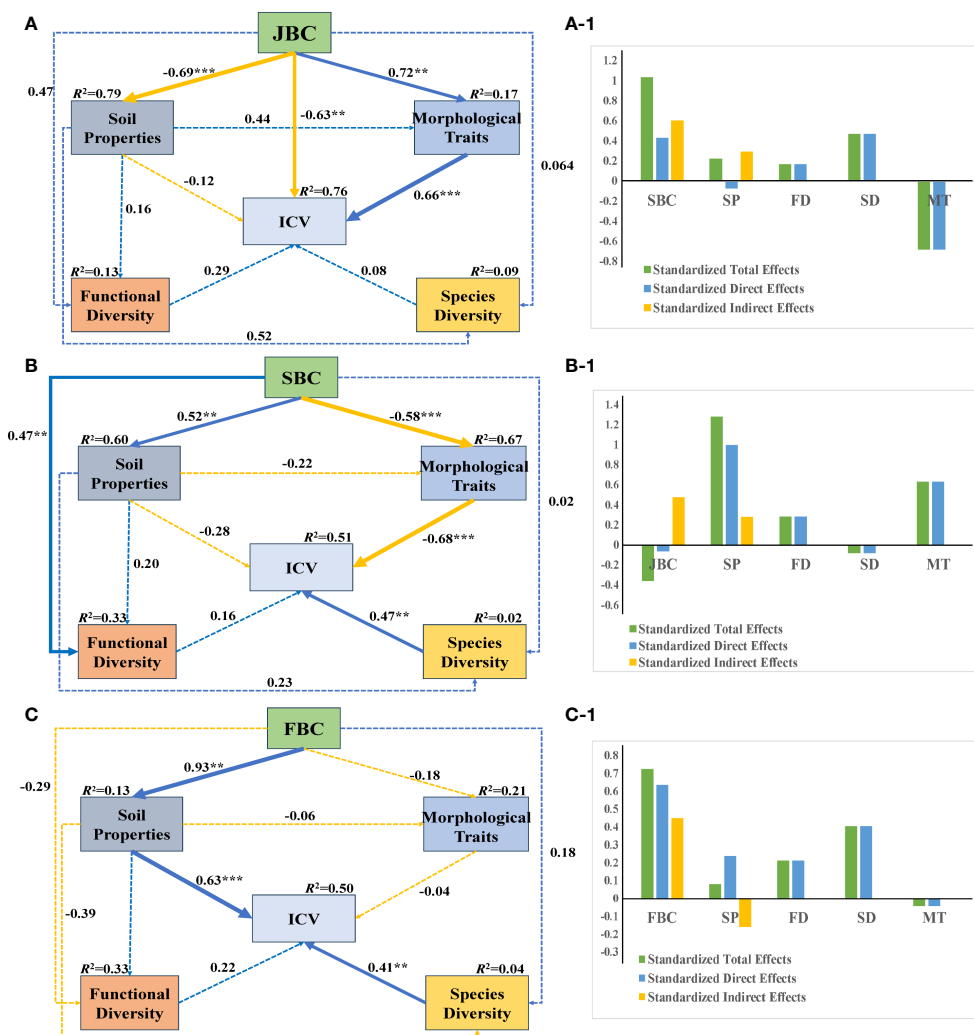 A
JBC
-0.69***
0.72**
0.47
R²=0.79
-0.63**
R²=0.17
Soil
Properties
0.44
Morphological
Traits
0.064
-0.12
0.66***
0.16
R²=0.76
ICV
R²=0.13
0.29
0.08
R²=0.09
Functional
Diversity
Species
Diversity
0.52
A-1
1.2
1
0.8
0.6
0.4
0.2
0
-0.2
-0.4
-0.6
-0.8
SBC
SP
FD
SD
MT
Standardized Total Effects
Standardized Direct Effects
Standardized Indirect Effects
B
SBC
0.52**
-0.58***
0.47**
R²=0.60
R²=0.67
Soil
Properties
-0.22
Morphological
Traits
0.02
-0.28
-0.68***
0.20
R²=0.51
ICV
R²=0.33
0.16
0.47**
R²=0.02
Functional
Diversity
Species
Diversity
0.23
B-1
1.4
1.2
1
0.8
0.6
0.4
0.2
0
-0.2
-0.4
-0.6
JBC
SP
FD
SD
MT
Standardized Total Effects
Standardized Direct Effects
Standardized Indirect Effects
C
FBC
0.93**
-0.18
-0.29
R²=0.13
R²=0.21
Soil
Properties
-0.06
Morphological
Traits
0.18
0.63***
-0.04
-0.39
R²=0.50
ICV
R²=0.33
0.22
0.41**
R²=0.04
Functional
Diversity
Species
Diversity
C-1
0.8
0.7
0.6
0.5
0.4
0.3
0.2
0.1
0
-0.1
-0.2
-0.3
FBC
SP
FD
SD
MT
Standardized Total Effects
Standardized Direct Effects
Standardized Indirect Effects